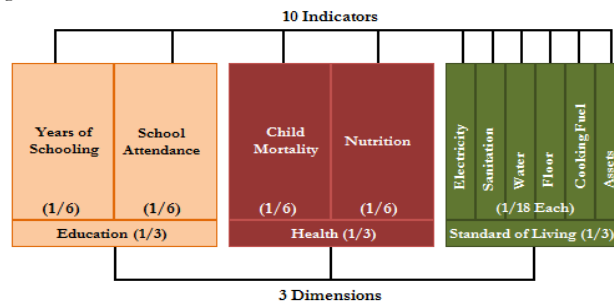 10 Indicators
Years of
Schooling
(1/6)
School
Attendance
(1/6)
Education (1/3)
Child
Mortality
(1/6)
Nutrition
(1/6)
Health (1/3)
Electricity
Sanitation
Water
Floor
Cooking Fuel
Assets
(1/18 Each)
Standard of Living (1/3)
3 Dimensions